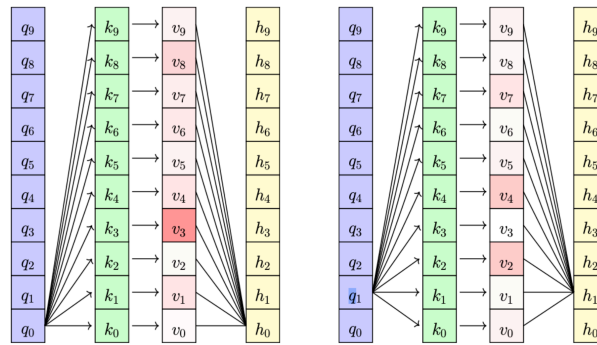 q₉ k₉ v₉ h₉ q₉ k₉ v₉ h₉
q₈ k₈ v₈ h₈ q₈ k₈ v₈ h₈
q₇ k₇ v₇ h₇ q₇ k₇ v₇ h₇
q₆ k₆ v₆ h₆ q₆ k₆ v₆ h₆
q₅ k₅ v₅ h₅ q₅ k₅ v₅ h₅
q₄ k₄ v₄ h₄ q₄ k₄ v₄ h₄
q₃ k₃ v₃ h₃ q₃ k₃ v₃ h₃
q₂ k₂ v₂ h₂ q₂ k₂ v₂ h₂
q₁ k₁ v₁ h₁ q₁ k₁ v₁ h₁
q₀ k₀ v₀ h₀ q₀ k₀ v₀ h₀